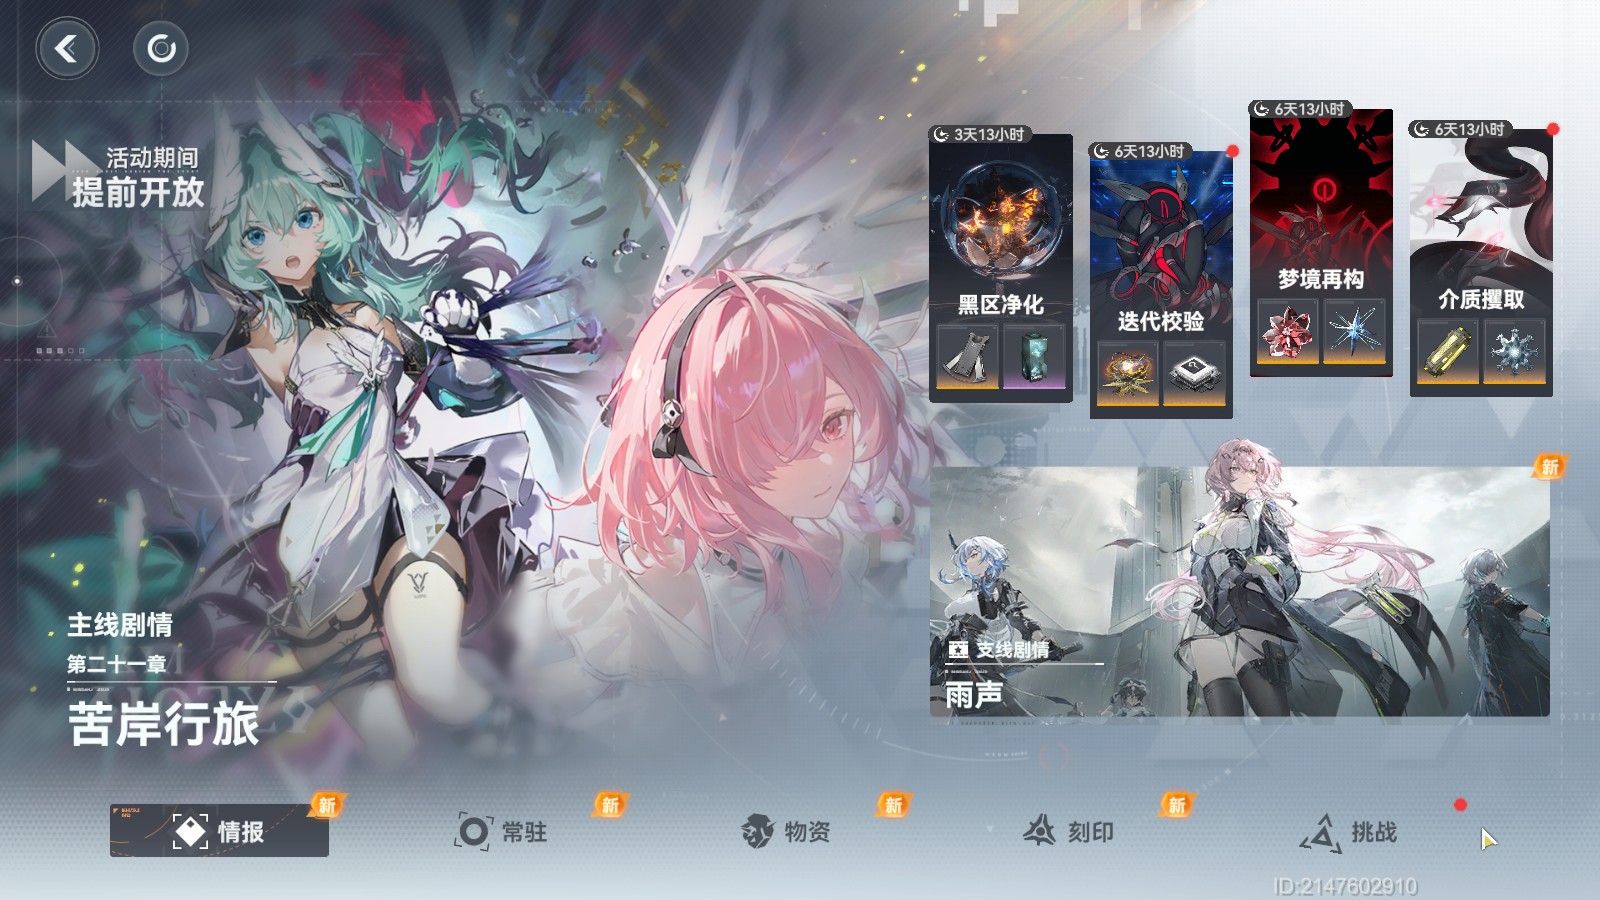 活动期间
提前开放
3天13小时
黑区净化
6天13小时
迭代校验
6天13小时
梦境再构
6天13小时
介质攫取
主线剧情
第二十一章
苦岸行旅
新
支线剧情
雨声
情报
新
常驻
新
物资
新
刻印
新
挑战
ID:2147602910